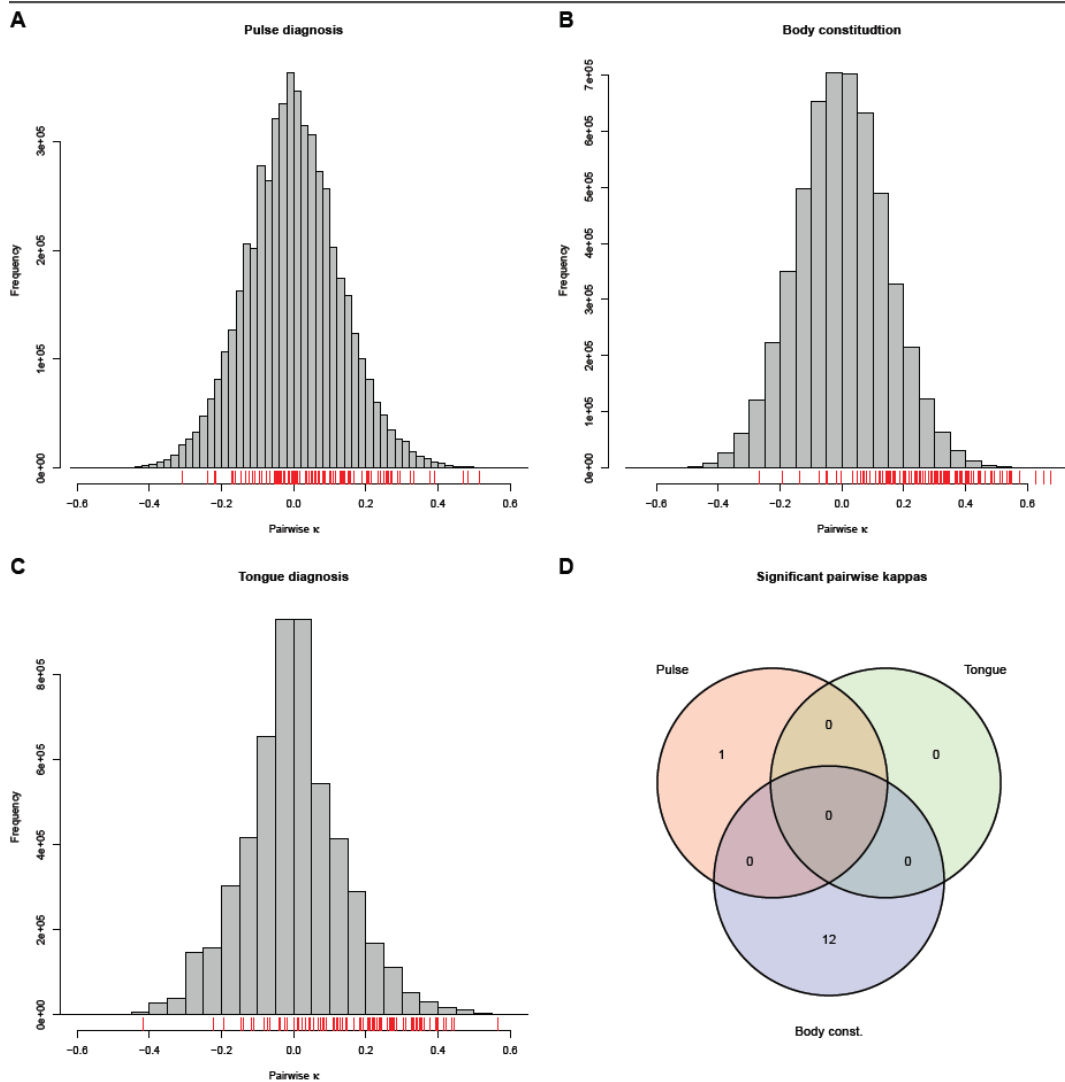 A
Pulse diagnosis
Frequency
0e+00 1e+05 2e+05 3e+05
−0.6 −0.4 −0.2 0.0 0.2 0.4 0.6
Pairwise κ
B
Body constitudtion
Frequency
0e+00 1e+05 2e+05 3e+05 4e+05 5e+05 6e+05 7e+05
−0.6 −0.4 −0.2 0.0 0.2 0.4 0.6
Pairwise κ
C
Tongue diagnosis
Frequency
0e+00 2e+05 4e+05 6e+05 8e+05
−0.6 −0.4 −0.2 0.0 0.2 0.4 0.6
Pairwise κ
D
Significant pairwise kappas
Pulse
Tongue
0
1
0
0
0
0
12
Body const.